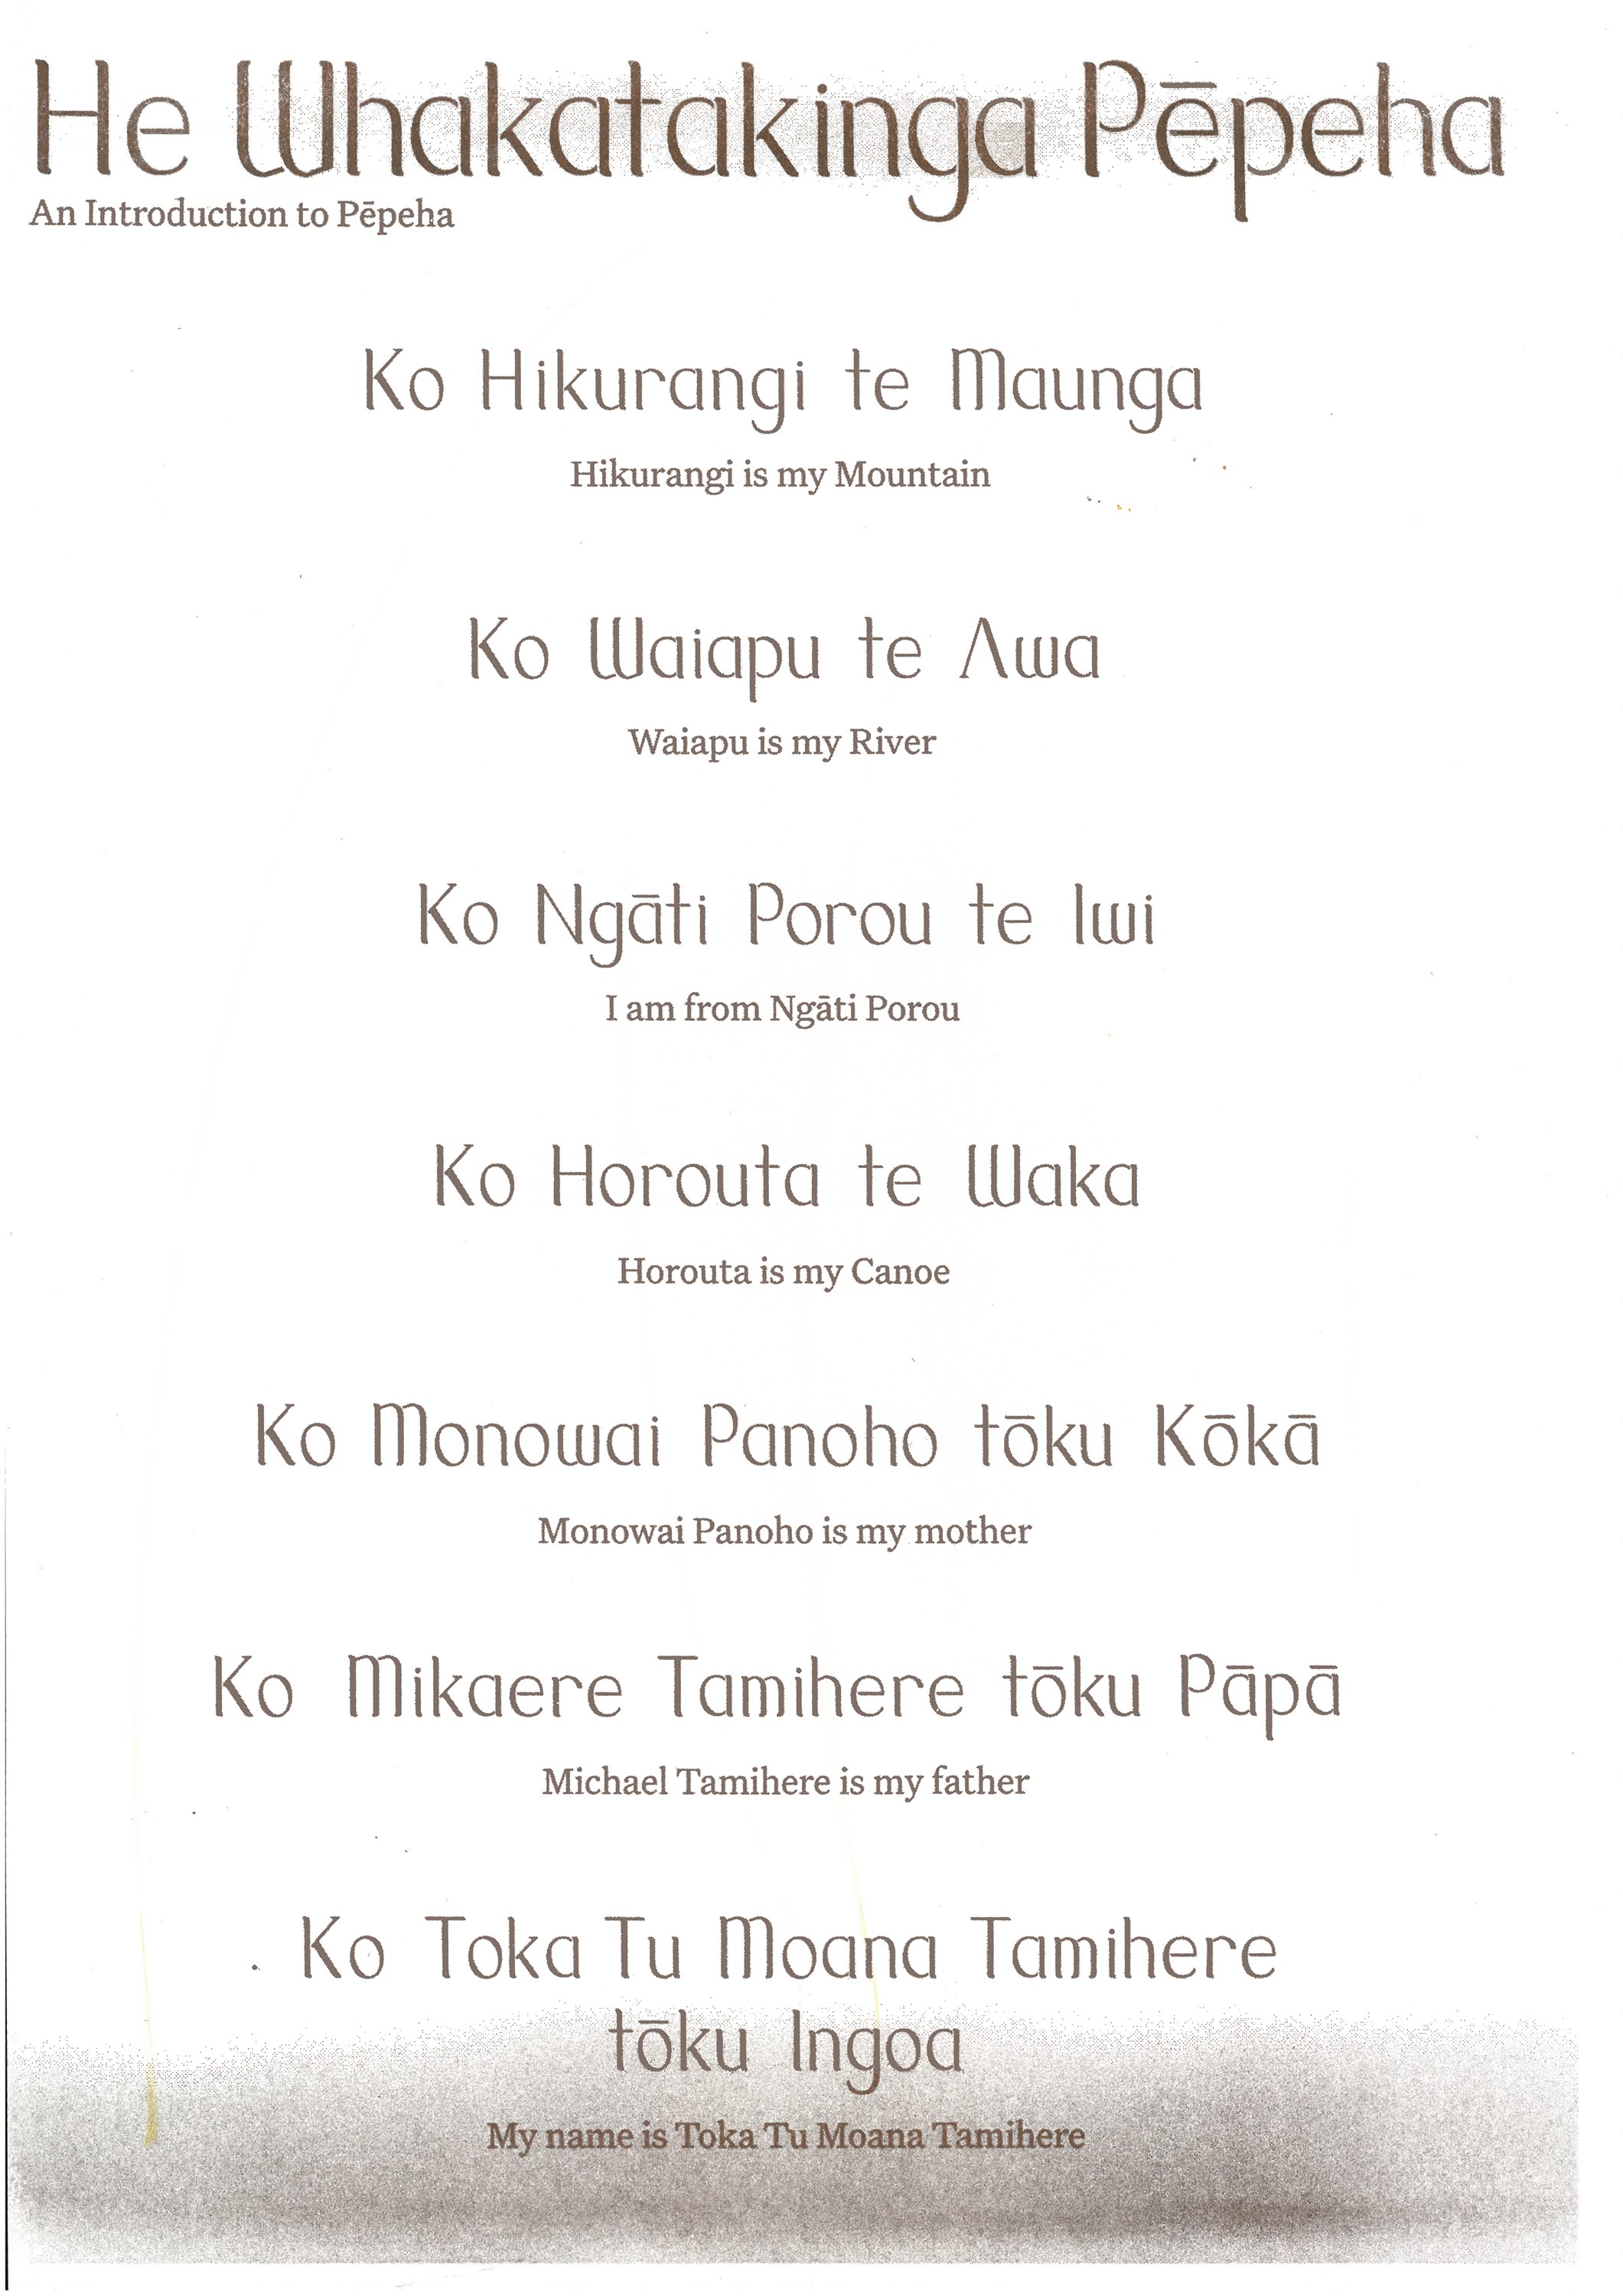 He Whakatakinga Pēpeha
An Introduction to Pēpeha
Ko Hikurangi te Maunga
Hikurangi is my Mountain
Ko Waiapu te Awa
Waiapu is my River
Ko Ngāti Porou te Iwi
I am from Ngāti Porou
Ko Horouta te Waka
Horouta is my Canoe
Ko Monowai Panoho tōku Kōkā
Monowai Panoho is my mother
Ko Mikaere Tamihere tōku Pāpā
Michael Tamihere is my father
Ko Toka Tu Moana Tamihere
tōku Ingoa
My name is Toka Tu Moana Tamihere